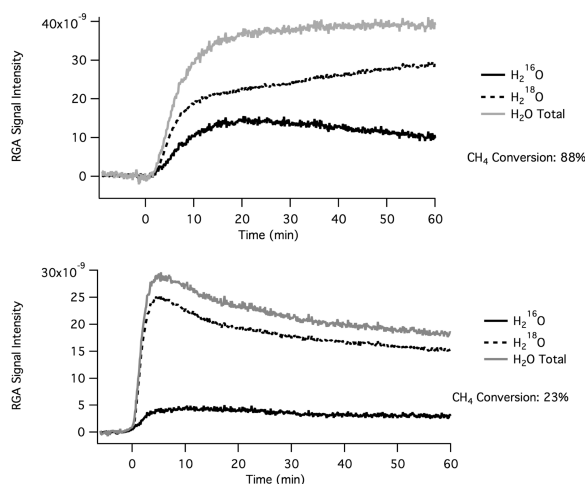 40x10⁻⁹
30
20
10
0
RGA Signal Intensity
0 10 20 30 40 50 60
Time (min)
H₂¹⁶O
H₂¹⁸O
H₂O Total
CH₄ Conversion: 88%
30x10⁻⁹
25
20
15
10
5
0
RGA Signal Intensity
0 10 20 30 40 50 60
Time (min)
H₂¹⁶O
H₂¹⁸O
H₂O Total
CH₄ Conversion: 23%